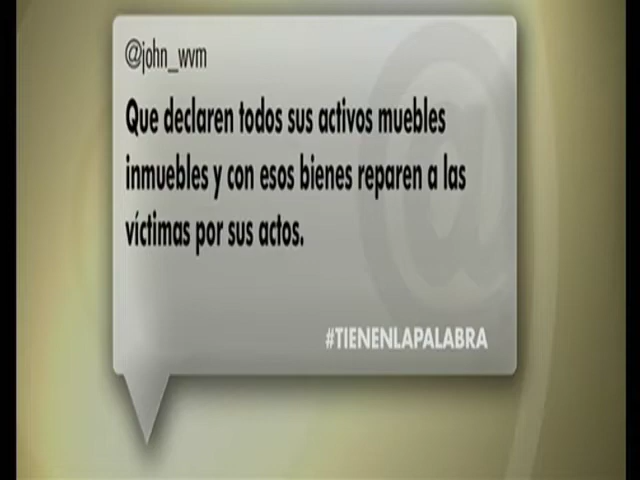 @john_wvm
Que declaren todos sus activos muebles
inmuebles y con esos bienes reparen a las
víctimas por sus actos.
#TIENENLAPALABRA